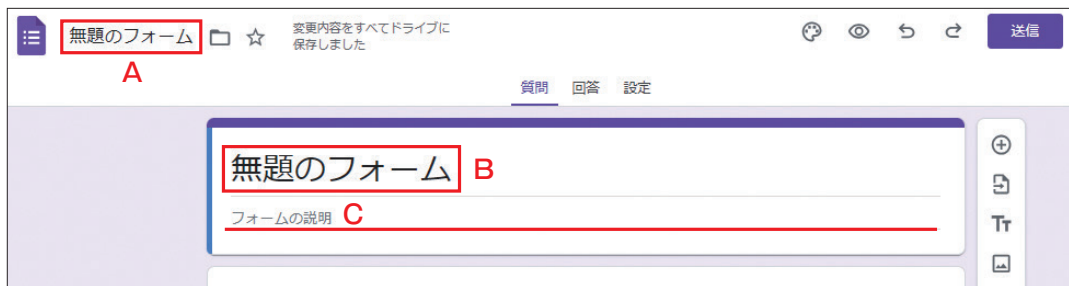 無題のフォーム
変更内容をすべてドライブに
保存しました
送信
A
質問 回答 設定
無題のフォーム B
フォームの説明 C
Tт